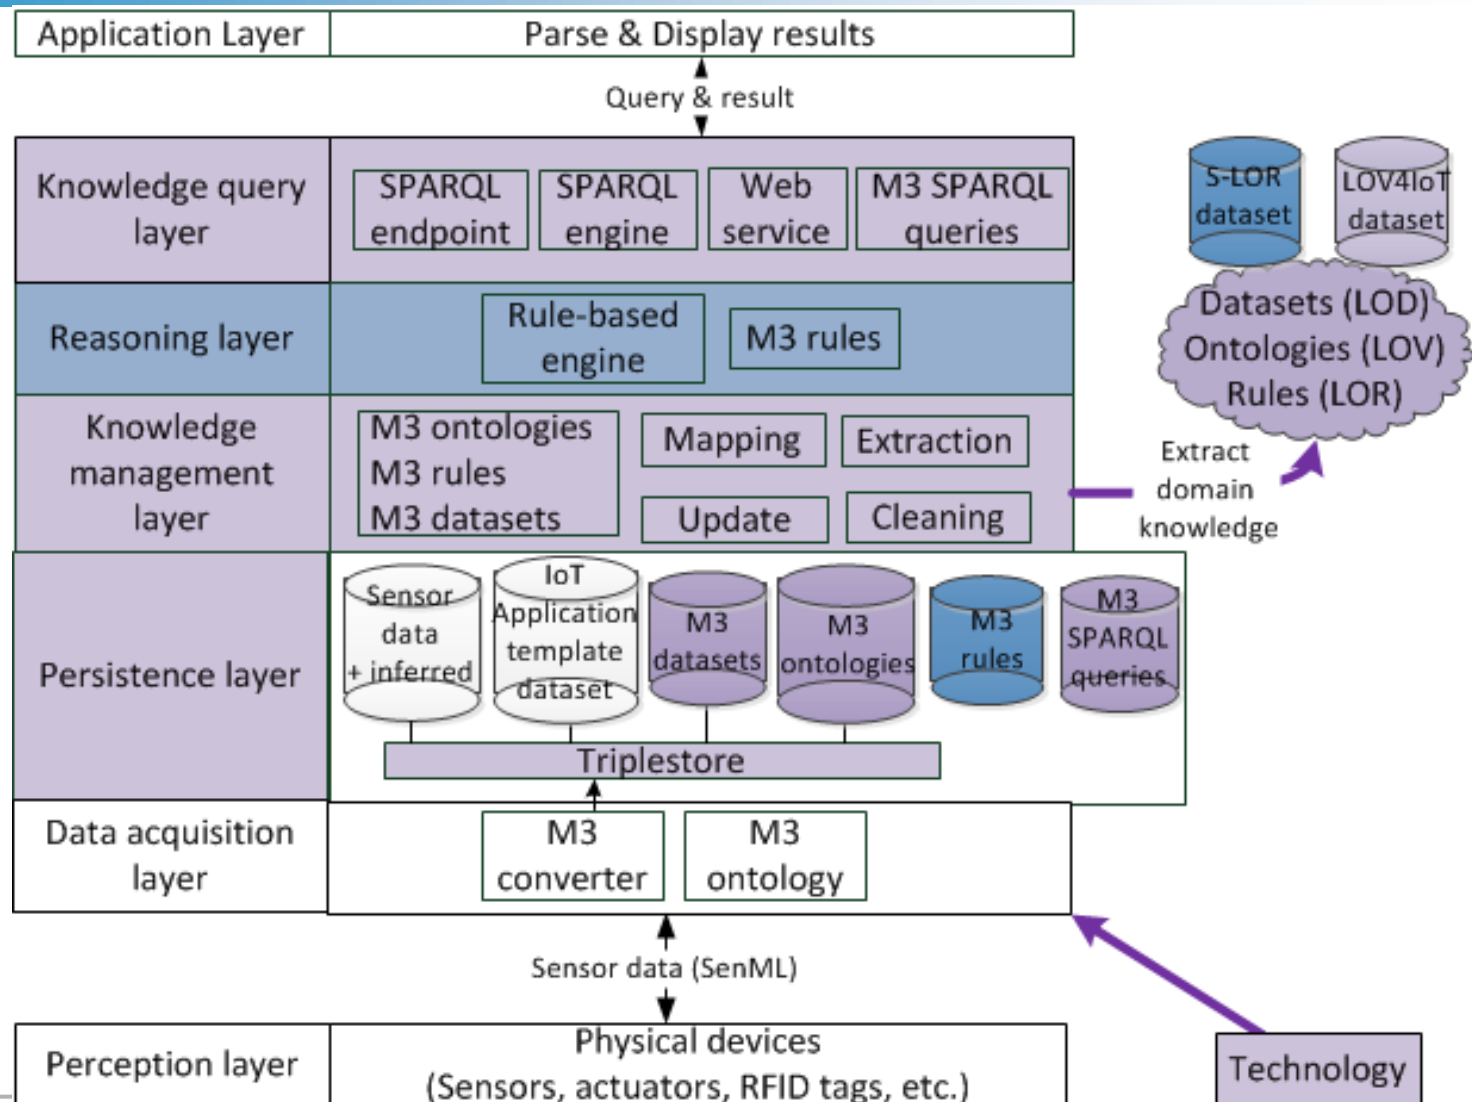 Application Layer
Parse & Display results
Query & result
Knowledge query
layer
SPARQL
endpoint
SPARQL
engine
Web
service
M3 SPARQL
queries
S-LOR
dataset
LOV4IoT
dataset
Reasoning layer
Rule-based
engine
M3 rules
Datasets (LOD)
Ontologies (LOV)
Rules (LOR)
Knowledge
management
layer
M3 ontologies
M3 rules
M3 datasets
Mapping
Extraction
Update
Cleaning
Extract
domain
knowledge
Persistence layer
Sensor
data
+ inferred
IoT
Application
template
dataset
M3
datasets
M3
ontologies
M3
rules
M3
SPARQL
queries
Triplestore
Data acquisition
layer
M3
converter
M3
ontology
Sensor data (SenML)
Perception layer
Physical devices
(Sensors, actuators, RFID tags, etc.)
Technology